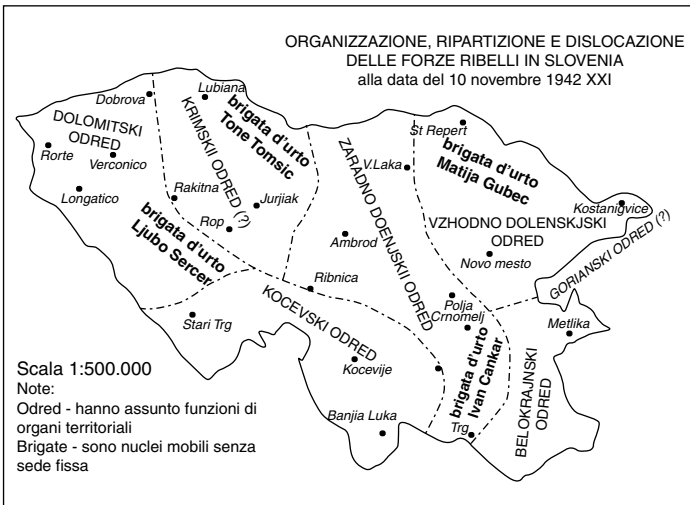 ORGANIZZAZIONE, RIPARTIZIONE E DISLOCAZIONE
DELLE FORZE RIBELLI IN SLOVENIA
alla data del 10 novembre 1942 XXI
Dobrova
Lubiana
DOLOMITSKI
ODRED
Rorte
Verconico
Longatico
KRIMSKII ODRED (?)
brigata d'urto
Tone Tomsic
Rakitna
Jurjiak
Rop
brigata d'urto
Ljubo Sercer
ZARADNO DOENJSKII ODRED
V.Laka
Ambrod
Ribnica
St Repert
brigata d'urto
Matija Gubec
Kostanigvice
VZHODNO DOLENSKJSKI
ODRED
Novo mesto
GORIANSKI ODRED (?)
Stari Trg
KOCEVSKI ODRED
Kocevije
Banjia Luka
Polja
Crnomelj
brigata d'urto
Ivan Cankar
Trg
Metlika
BELOKRAJNSKI
ODRED
Scala 1:500.000
Note:
Odred - hanno assunto funzioni di
organi territoriali
Brigate - sono nuclei mobili senza
sede fissa